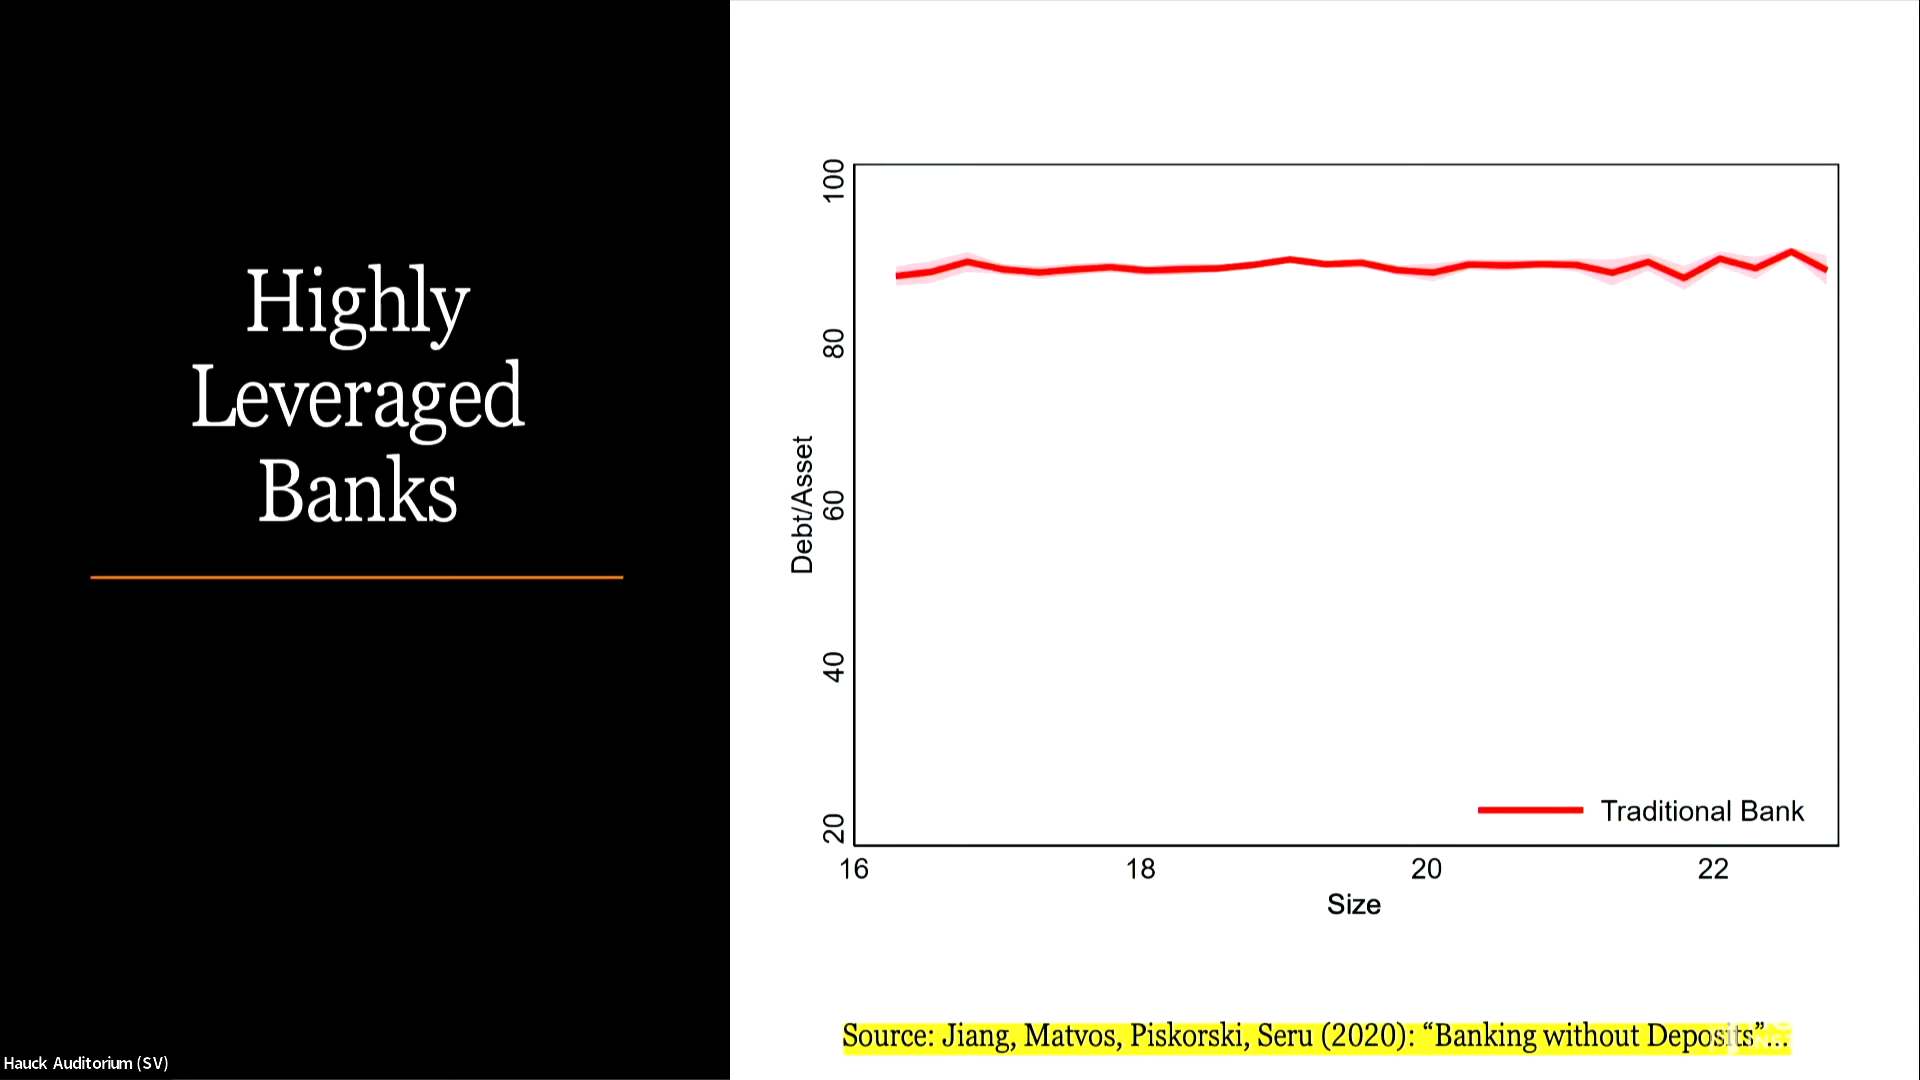 Highly
Leveraged
Banks
100
80
60
40
20
Debt/Asset
16 18 20 22
Size
Traditional Bank
Source: Jiang, Matvos, Piskorski, Seru (2020): “Banking without Deposits”...
Hauck Auditorium (SV)